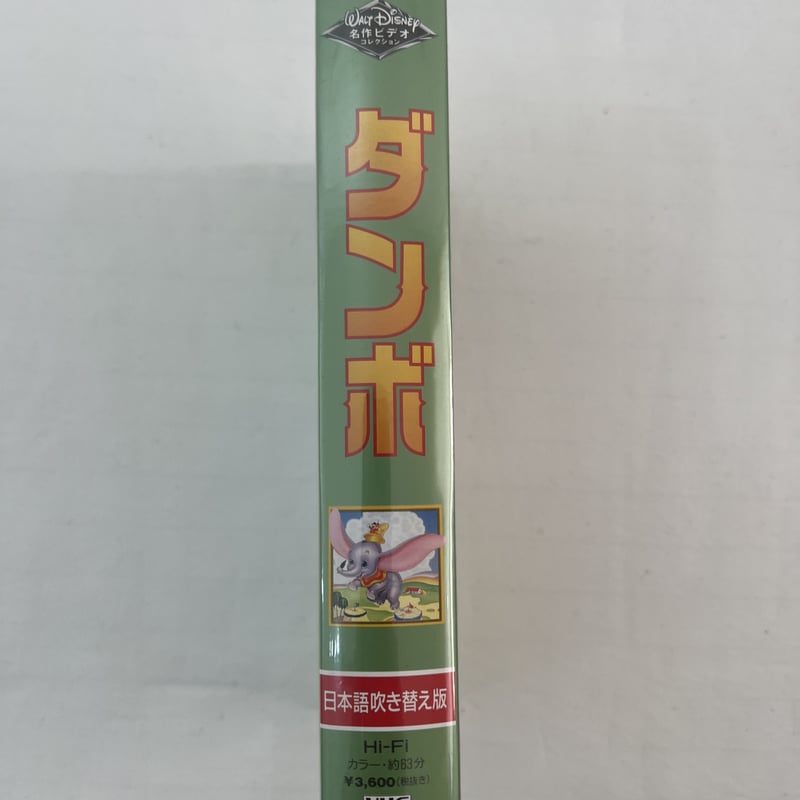 WALT DISNEY
名作ビデオ
コレクション
ダンボ
日本語吹き替え版
Hi-Fi
カラー・約63分
¥3,600(税抜き)
VHS